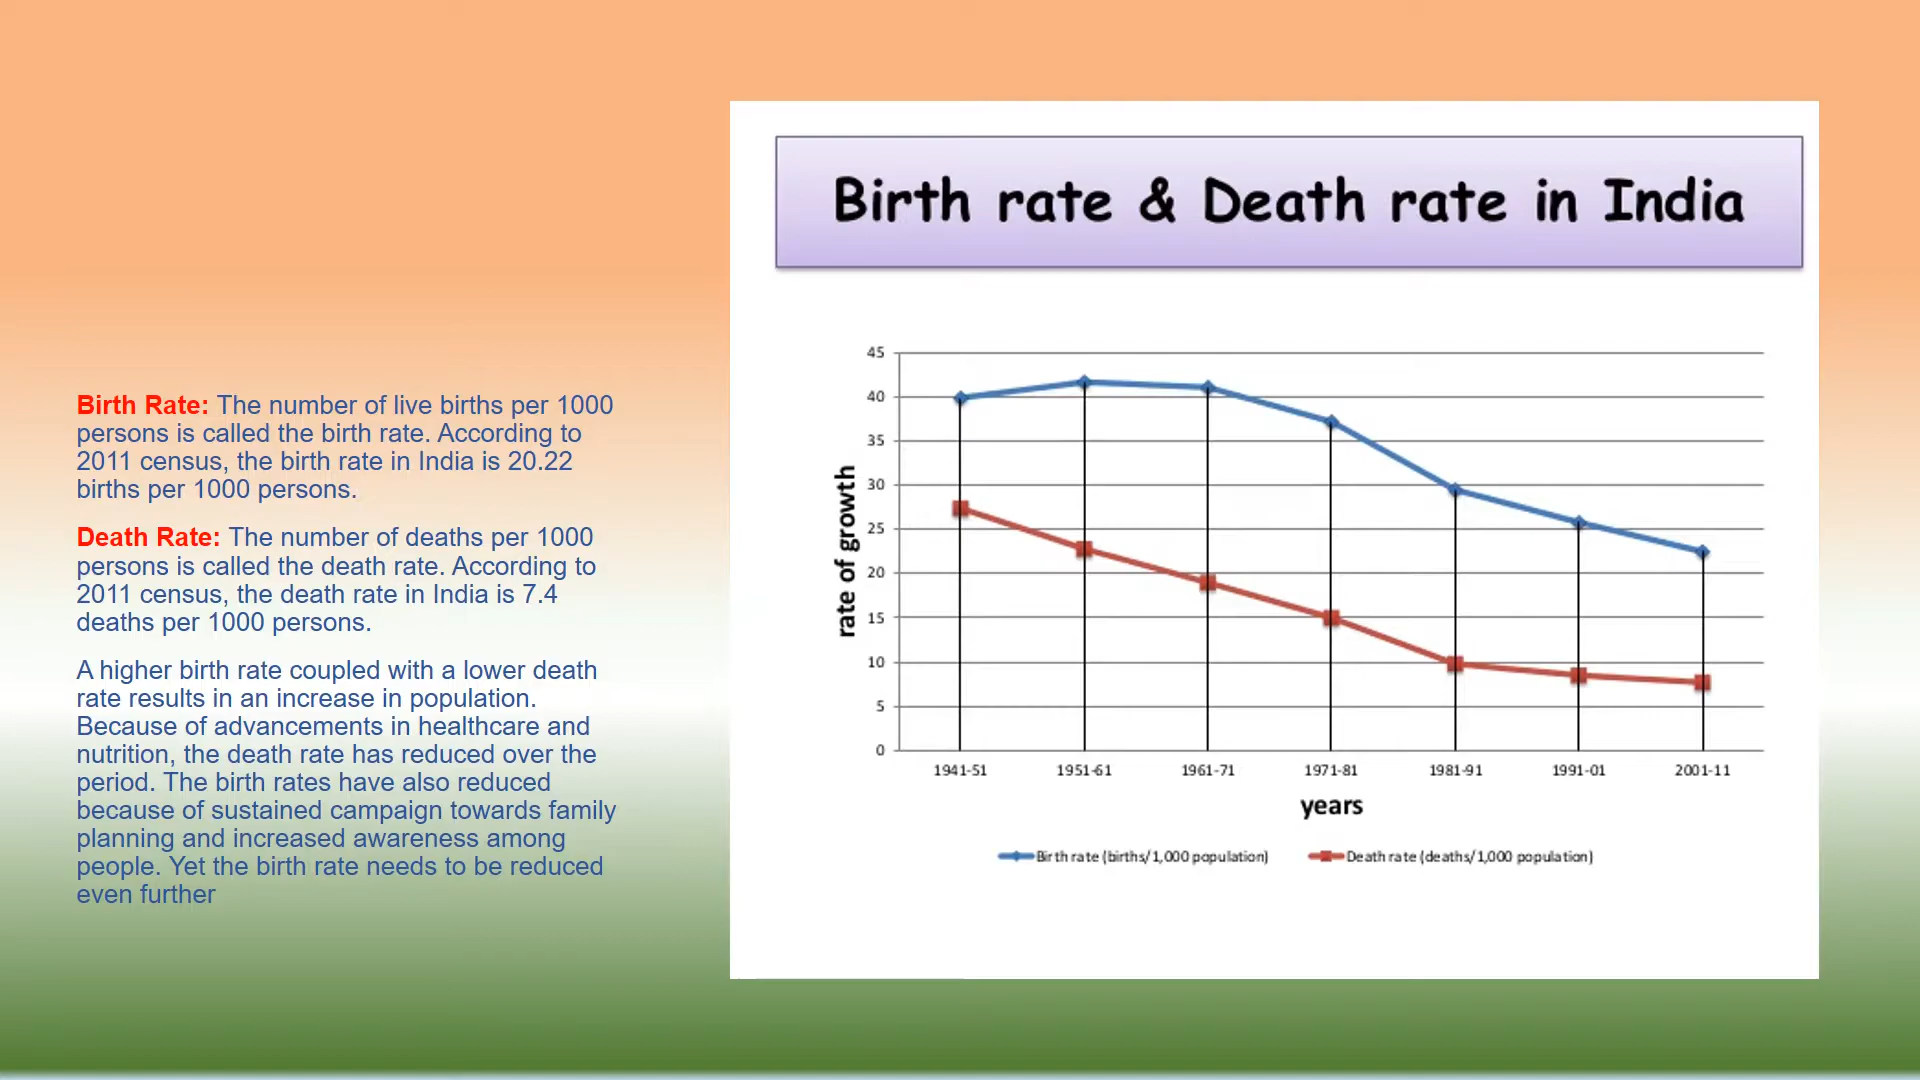 Birth Rate: The number of live births per 1000
persons is called the birth rate. According to
2011 census, the birth rate in India is 20.22
births per 1000 persons.
Death Rate: The number of deaths per 1000
persons is called the death rate. According to
2011 census, the death rate in India is 7.4
deaths per 1000 persons.
A higher birth rate coupled with a lower death
rate results in an increase in population.
Because of advancements in healthcare and
nutrition, the death rate has reduced over the
period. The birth rates have also reduced
because of sustained campaign towards family
planning and increased awareness among
people. Yet the birth rate needs to be reduced
even further
Birth rate & Death rate in India
rate of growth
45
40
35
30
25
20
15
10
5
0
1941-51 1951-61 1961-71 1971-81 1981-91 1991-01 2001-11
years
Birth rate (births/1,000 population) Death rate (deaths/1,000 population)